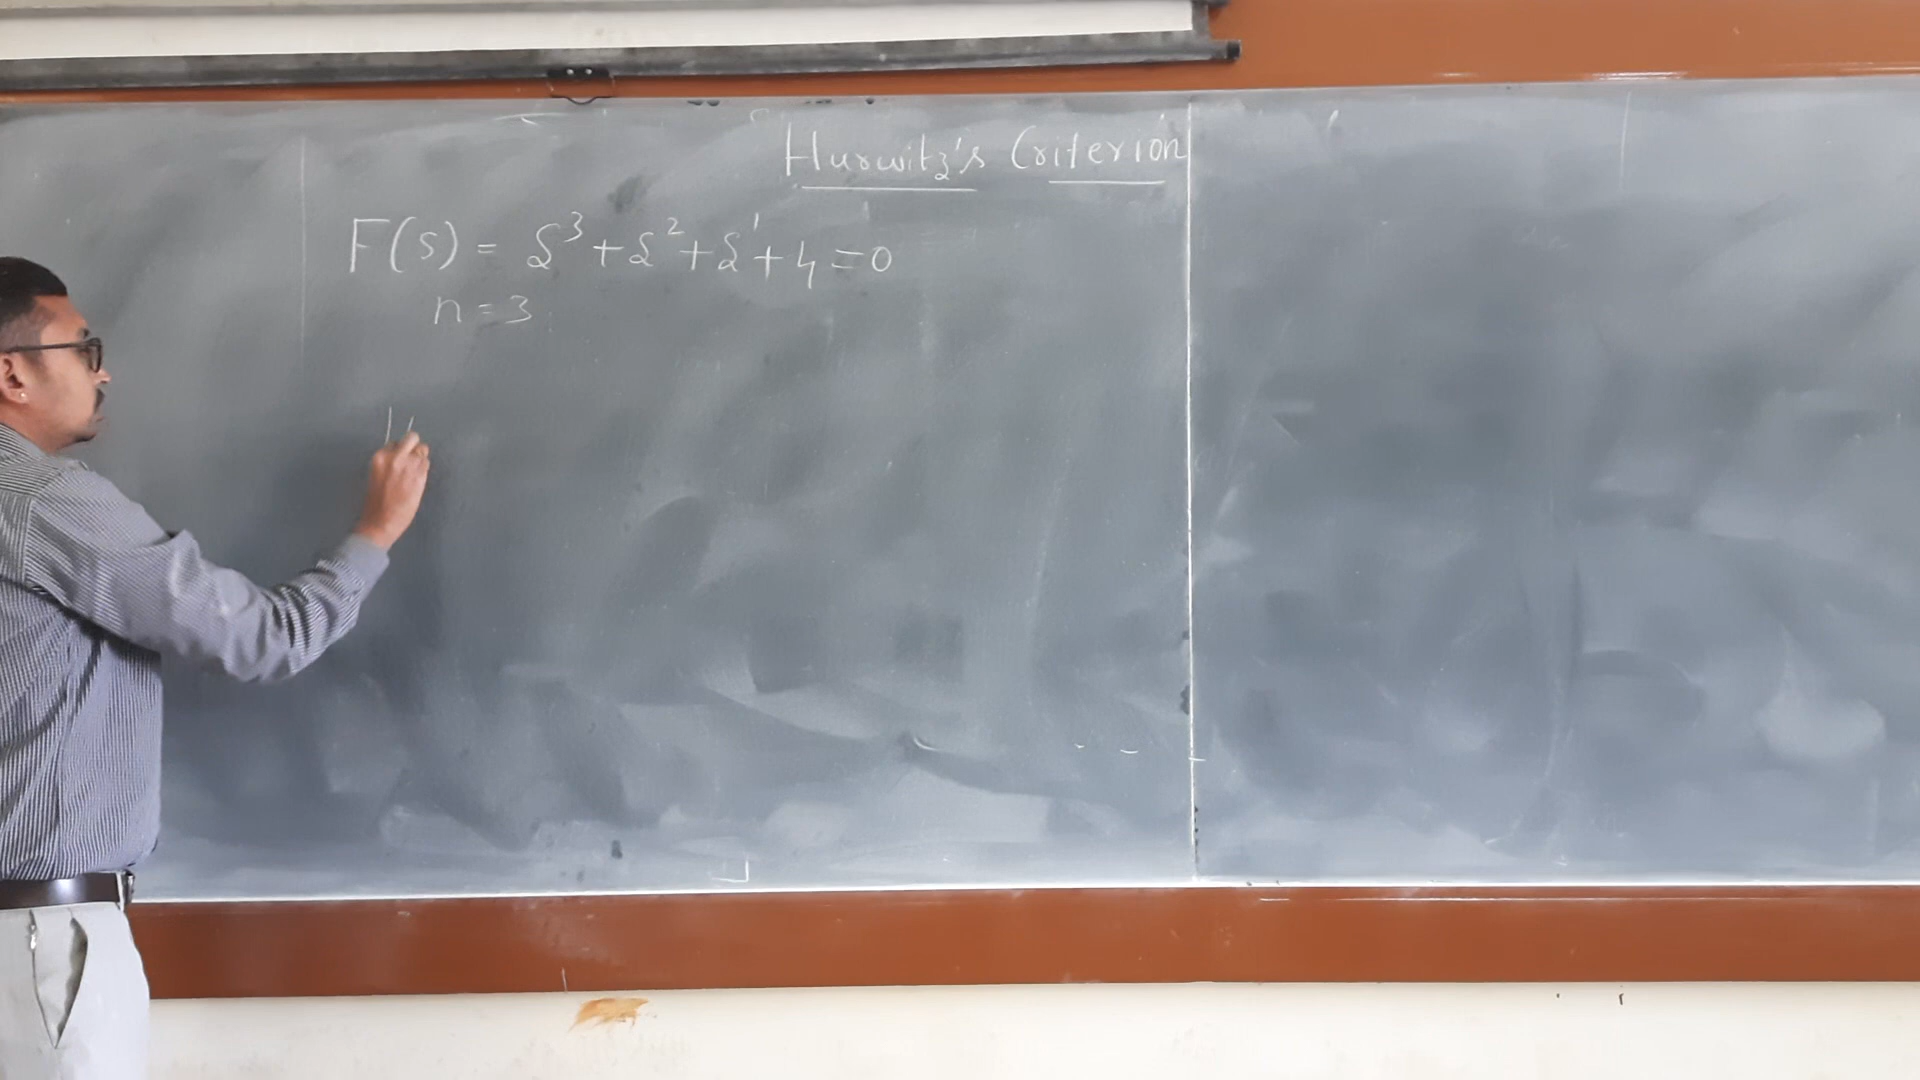 Hurwitz's Criterion
F(s) = s³ + s² + s¹ + 4 = 0
n = 3
H